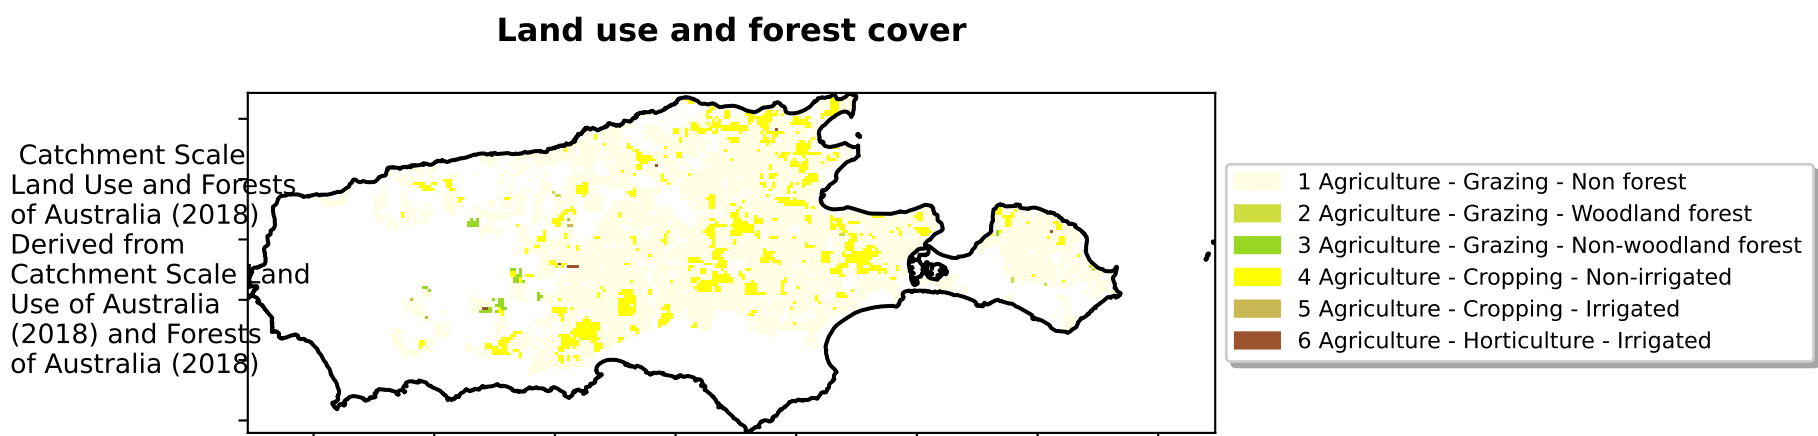 Land use and forest cover
Catchment Scale
Land Use and Forests
of Australia (2018)
Derived from
Catchment Scale Land
Use of Australia
(2018) and Forests
of Australia (2018)
1 Agriculture - Grazing - Non forest
2 Agriculture - Grazing - Woodland forest
3 Agriculture - Grazing - Non-woodland forest
4 Agriculture - Cropping - Non-irrigated
5 Agriculture - Cropping - Irrigated
6 Agriculture - Horticulture - Irrigated